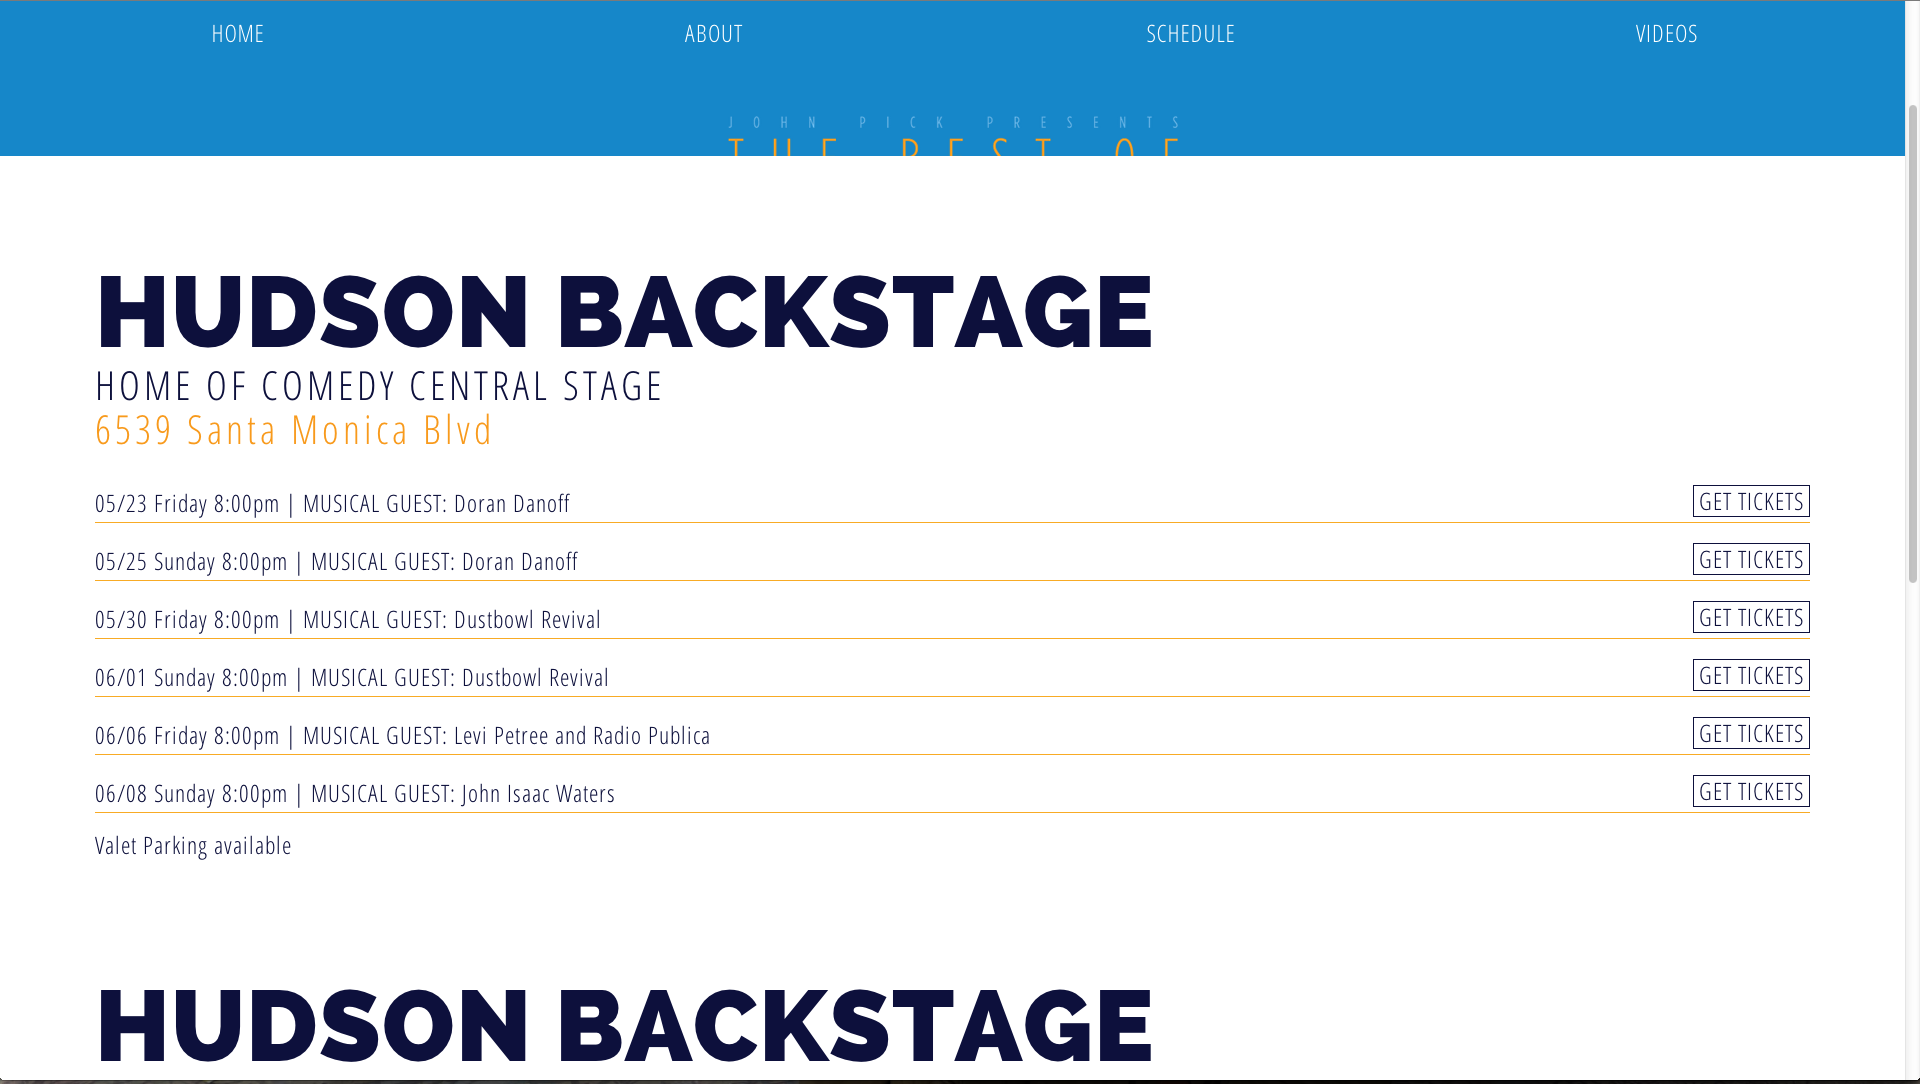 HOME ABOUT SCHEDULE VIDEOS
JOHN PICK PRESENTS
THE BEST OF
HUDSON BACKSTAGE
HOME OF COMEDY CENTRAL STAGE
6539 Santa Monica Blvd
05/23 Friday 8:00pm | MUSICAL GUEST: Doran Danoff GET TICKETS
05/25 Sunday 8:00pm | MUSICAL GUEST: Doran Danoff GET TICKETS
05/30 Friday 8:00pm | MUSICAL GUEST: Dustbowl Revival GET TICKETS
06/01 Sunday 8:00pm | MUSICAL GUEST: Dustbowl Revival GET TICKETS
06/06 Friday 8:00pm | MUSICAL GUEST: Levi Petree and Radio Publica GET TICKETS
06/08 Sunday 8:00pm | MUSICAL GUEST: John Isaac Waters GET TICKETS
Valet Parking available
HUDSON BACKSTAGE